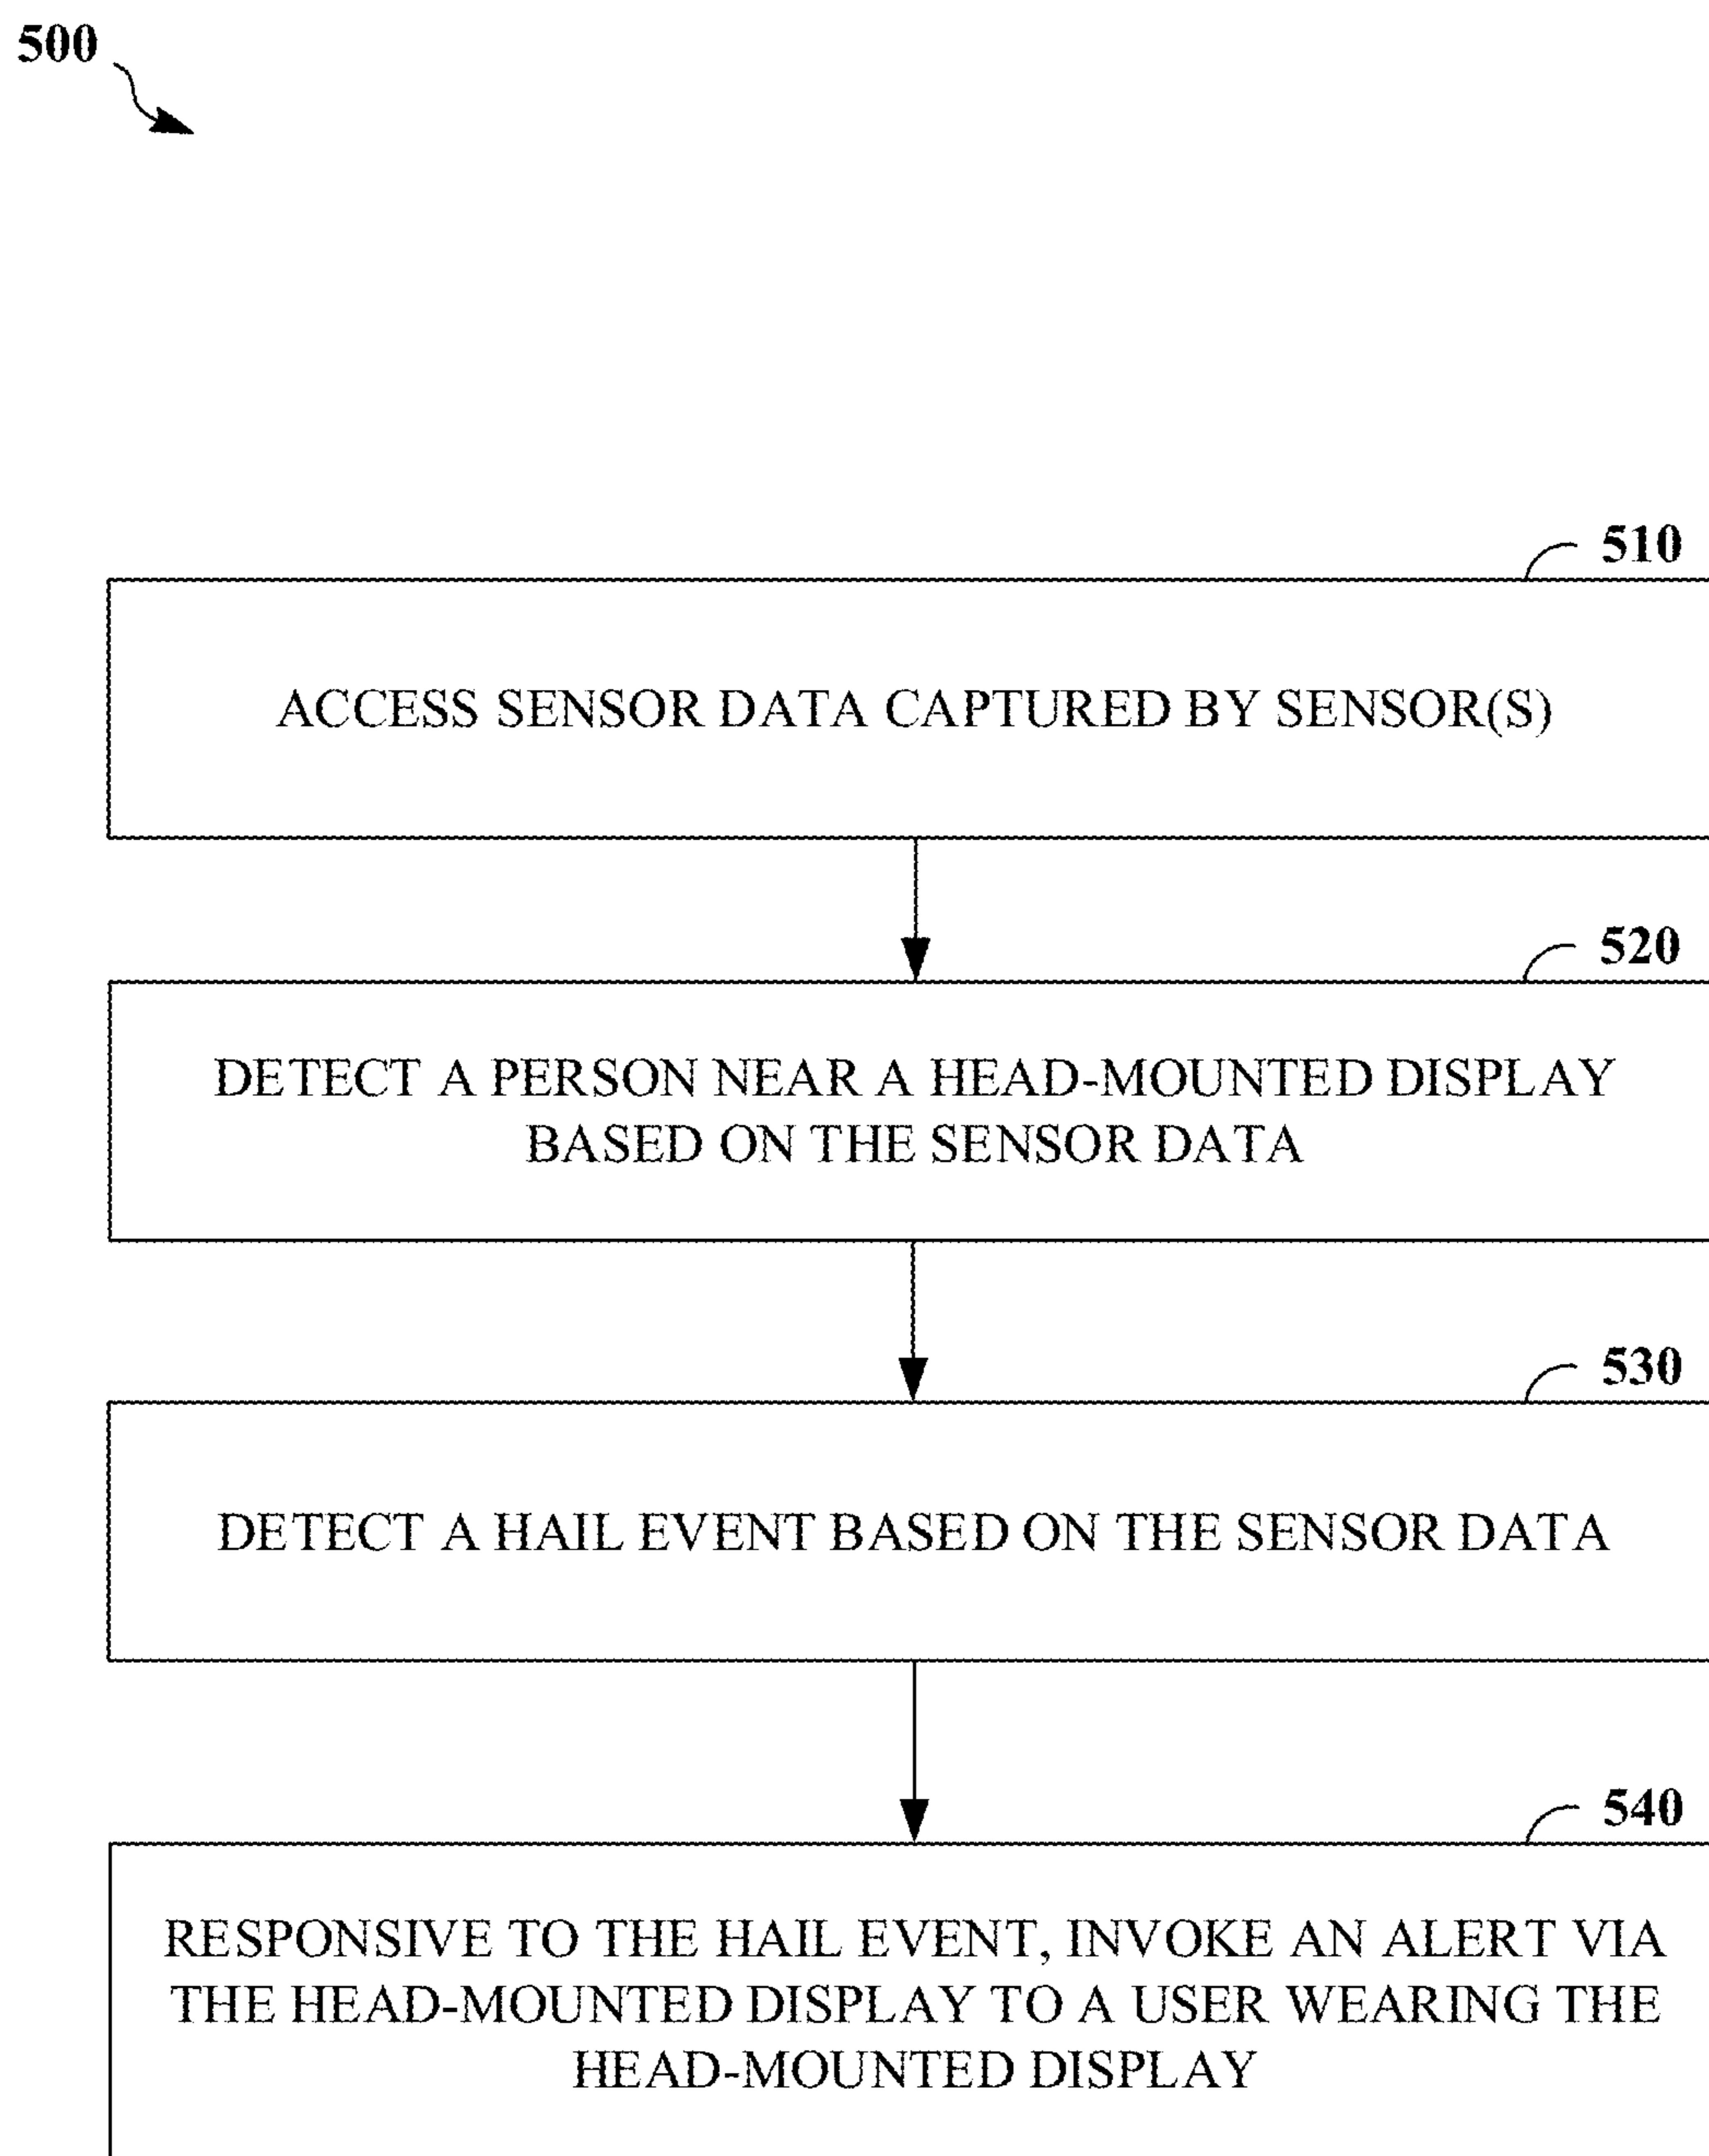 500
510
ACCESS SENSOR DATA CAPTURED BY SENSOR(S)
520
DETECT A PERSON NEAR A HEAD-MOUNTED DISPLAY
BASED ON THE SENSOR DATA
530
DETECT A HAIL EVENT BASED ON THE SENSOR DATA
540
RESPONSIVE TO THE HAIL EVENT, INVOKE AN ALERT VIA
THE HEAD-MOUNTED DISPLAY TO A USER WEARING THE
HEAD-MOUNTED DISPLAY